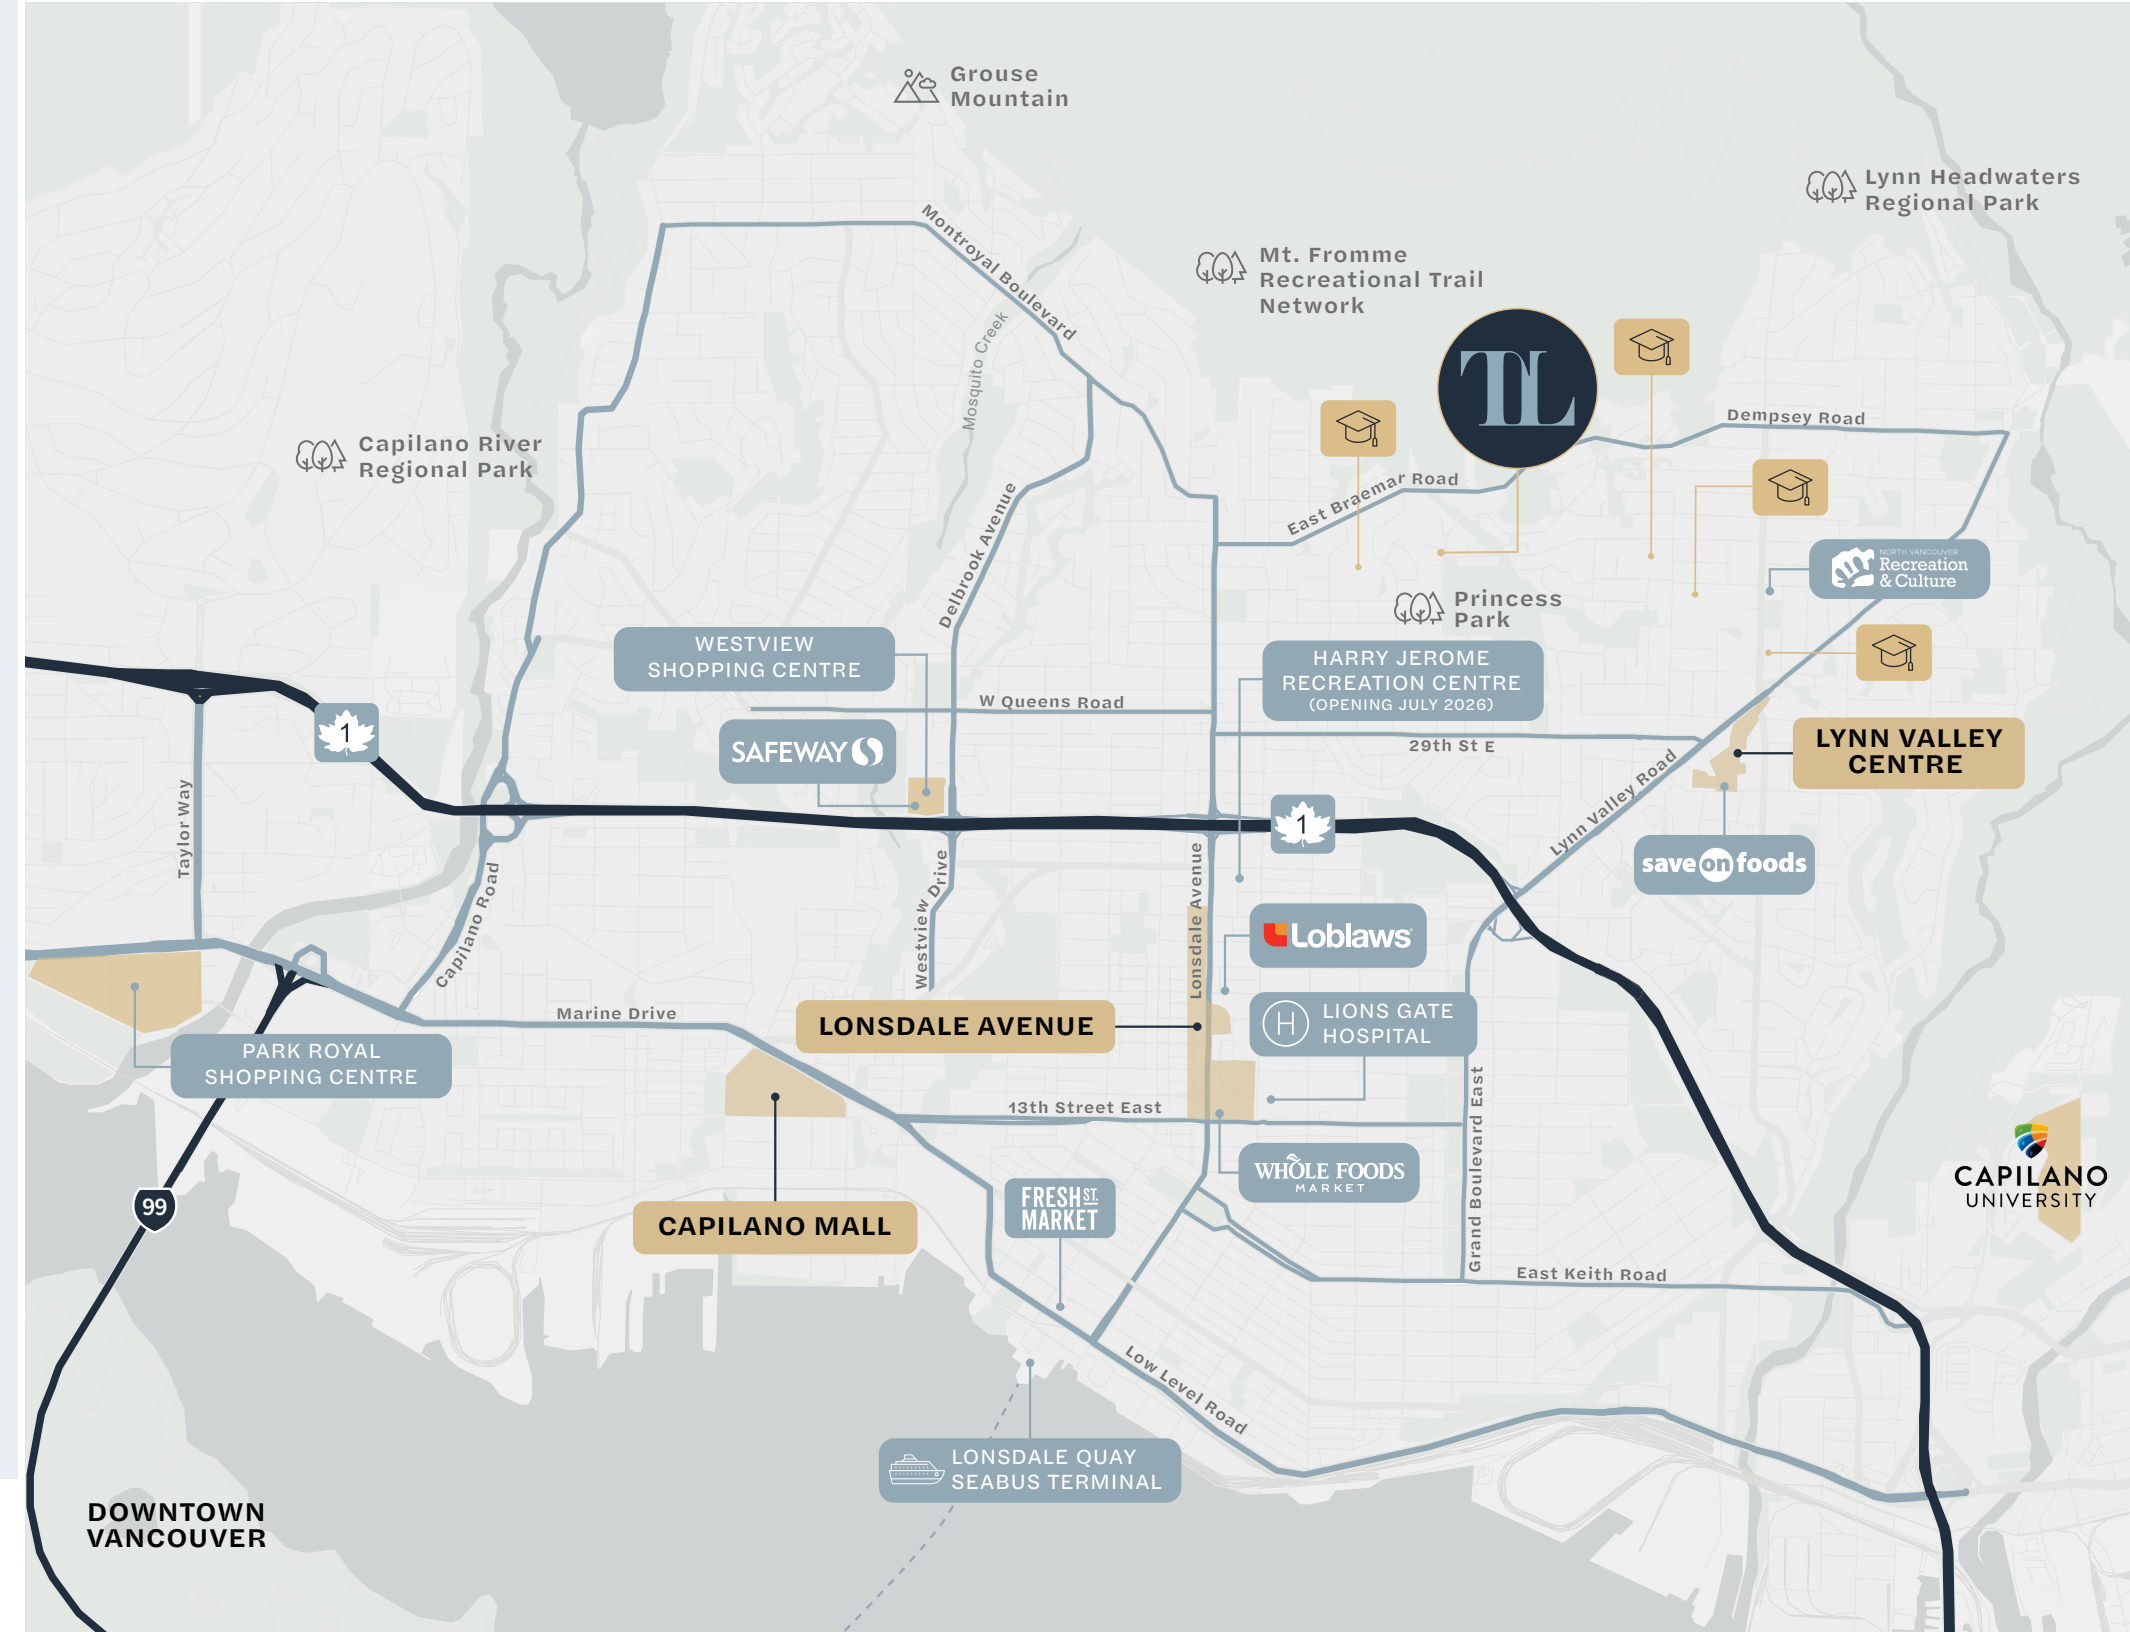 Grouse
Mountain
Lynn Headwaters
Regional Park
Montroyal Boulevard
Mt. Fromme
Recreational Trail
Network
Mosquito Creek
TL
Dempsey Road
Capilano River
Regional Park
East Braemar Road
Delbrook Avenue
NORTH VANCOUVER
Recreation
& Culture
Princess
Park
WESTVIEW
SHOPPING CENTRE
HARRY JEROME
RECREATION CENTRE
(OPENING JULY 2026)
W Queens Road
1
SAFEWAY
29th St E
LYNN VALLEY
CENTRE
Taylor Way
Lynn Valley Road
1
save on foods
Capilano Road
Westview Drive
Lonsdale Avenue
Loblaws
Marine Drive
LONSDALE AVENUE
LIONS GATE
HOSPITAL
H
PARK ROYAL
SHOPPING CENTRE
13th Street East
Grand Boulevard East
WHOLE FOODS
MARKET
CAPILANO
UNIVERSITY
99
FRESH ST.
MARKET
CAPILANO MALL
East Keith Road
Low Level Road
LONSDALE QUAY
SEABUS TERMINAL
DOWNTOWN
VANCOUVER